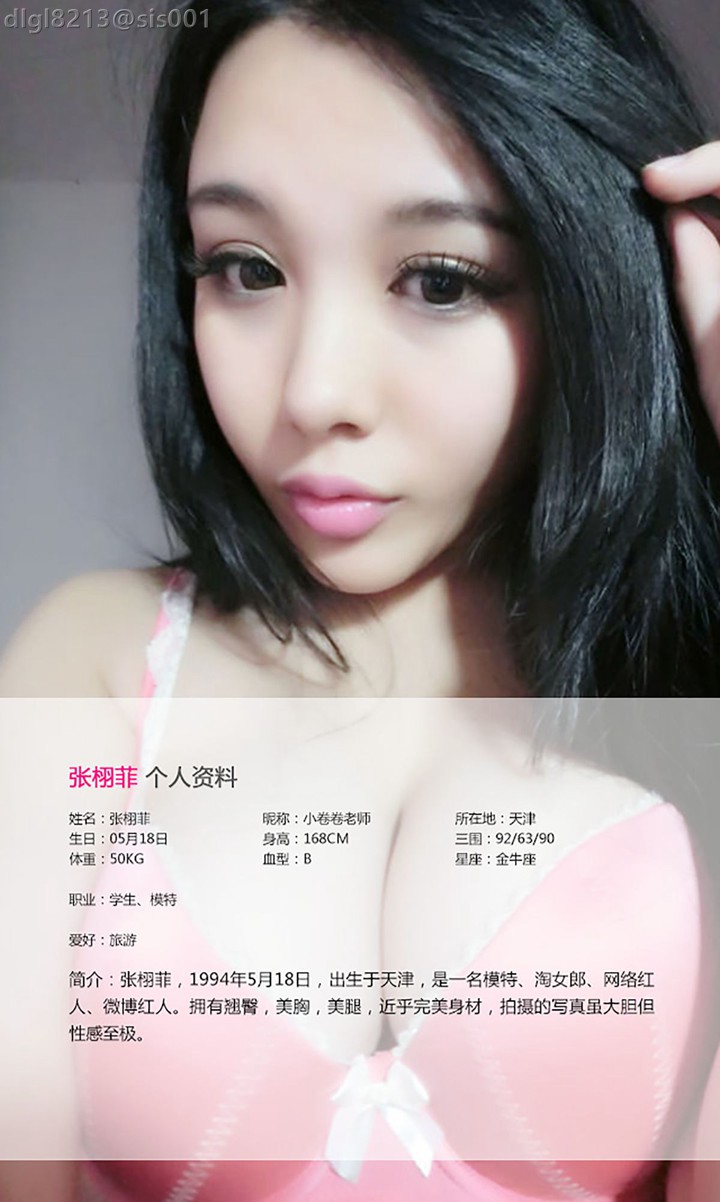 dlgl8213@sis001
张栩菲 个人资料
姓名：张栩菲 昵称：小卷卷老师 所在地：天津
生日：05月18日 身高：168CM 三围：92/63/90
体重：50KG 血型：B 星座：金牛座
职业：学生、模特
爱好：旅游
简介：张栩菲，1994年5月18日，出生于天津，是一名模特、淘女郎、网络红
人、微博红人。拥有翘臀，美胸，美腿，近乎完美身材，拍摄的写真虽大胆但
性感至极。